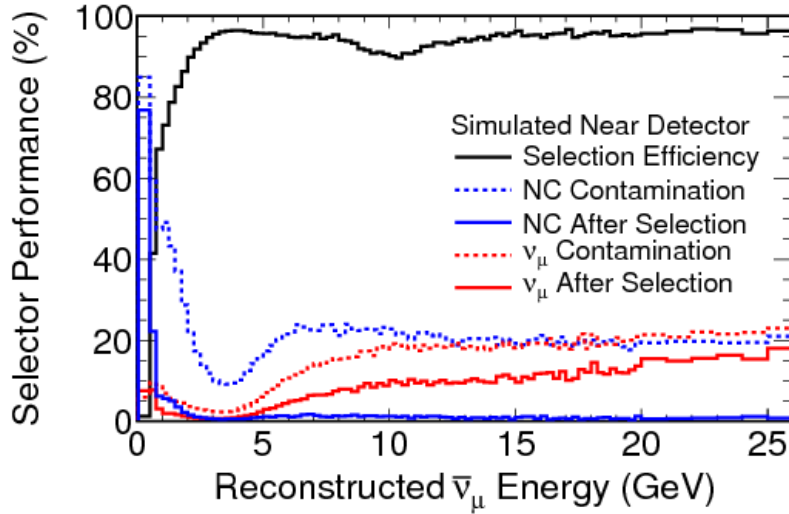 Selector Performance (%)
100
80
60
40
20
0
Simulated Near Detector
Selection Efficiency
NC Contamination
NC After Selection
νμ Contamination
νμ After Selection
0 5 10 15 20 25
Reconstructed ν̅μ Energy (GeV)